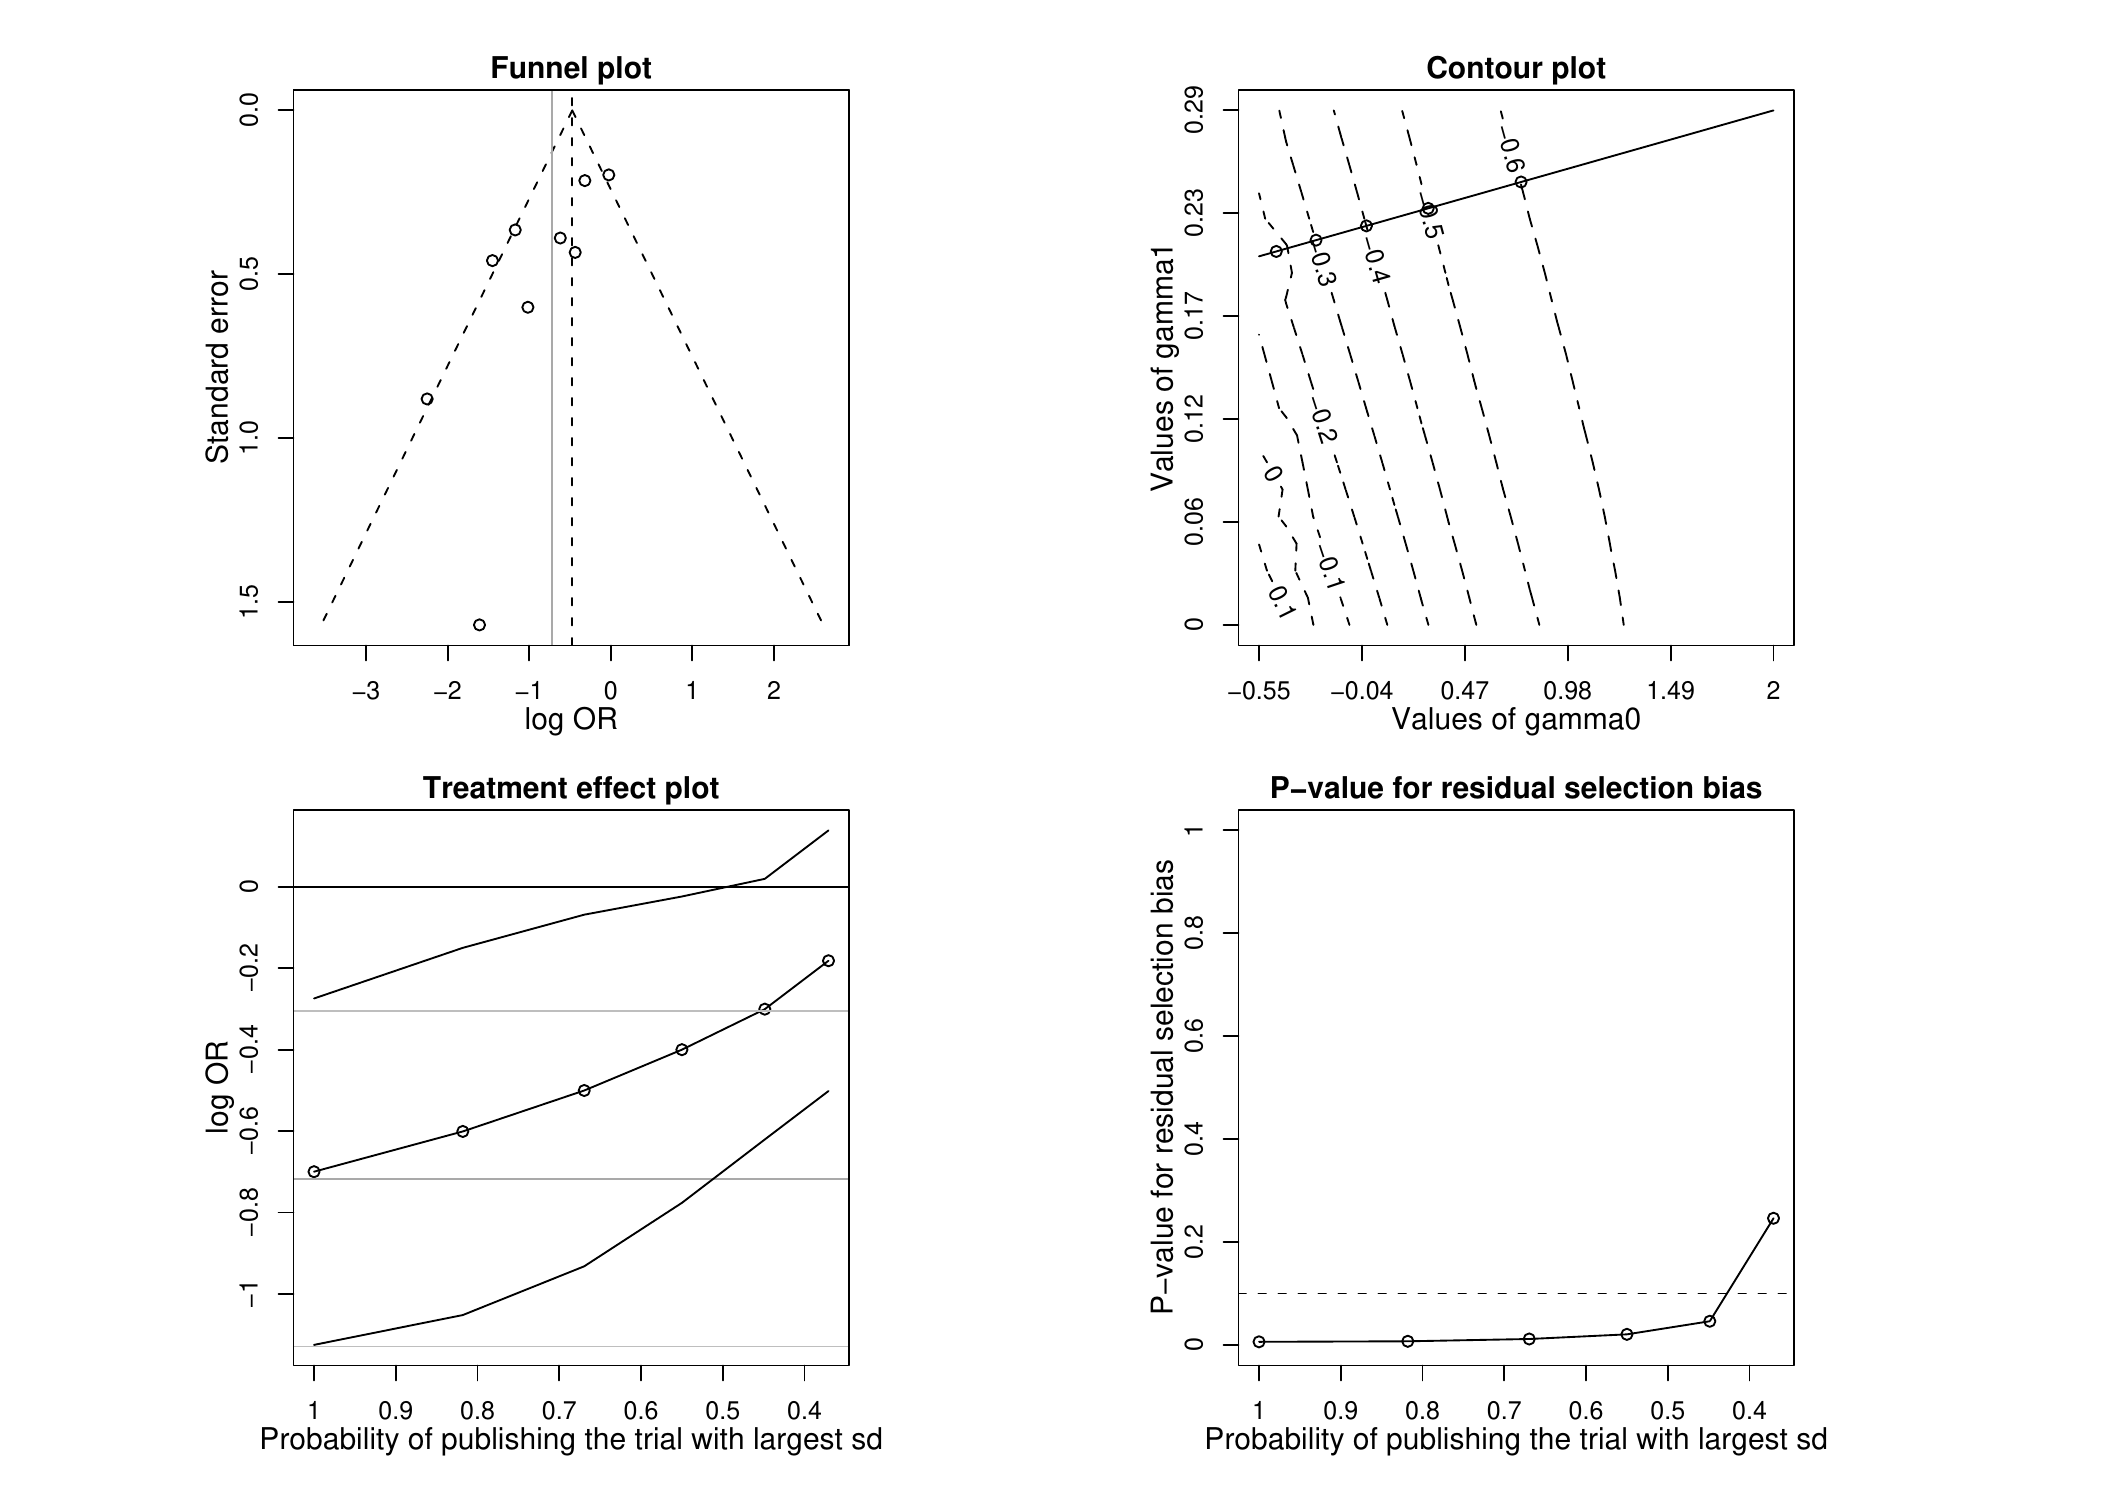 Funnel plot
Standard error
0.0
0.5
1.0
1.5
−3 −2 −1 0 1 2
log OR
Contour plot
Values of gamma1
0.29
0.23
0.17
0.12
0.06
0
−0.6
−0.5
−0.4
−0.3
−0.2
0
−0.1
0.1
−0.55 −0.04 0.47 0.98 1.49 2
Values of gamma0
Treatment effect plot
log OR
0
−0.2
−0.4
−0.6
−0.8
−1
1 0.9 0.8 0.7 0.6 0.5 0.4
Probability of publishing the trial with largest sd
P−value for residual selection bias
P−value for residual selection bias
1
0.8
0.6
0.4
0.2
0
1 0.9 0.8 0.7 0.6 0.5 0.4
Probability of publishing the trial with largest sd